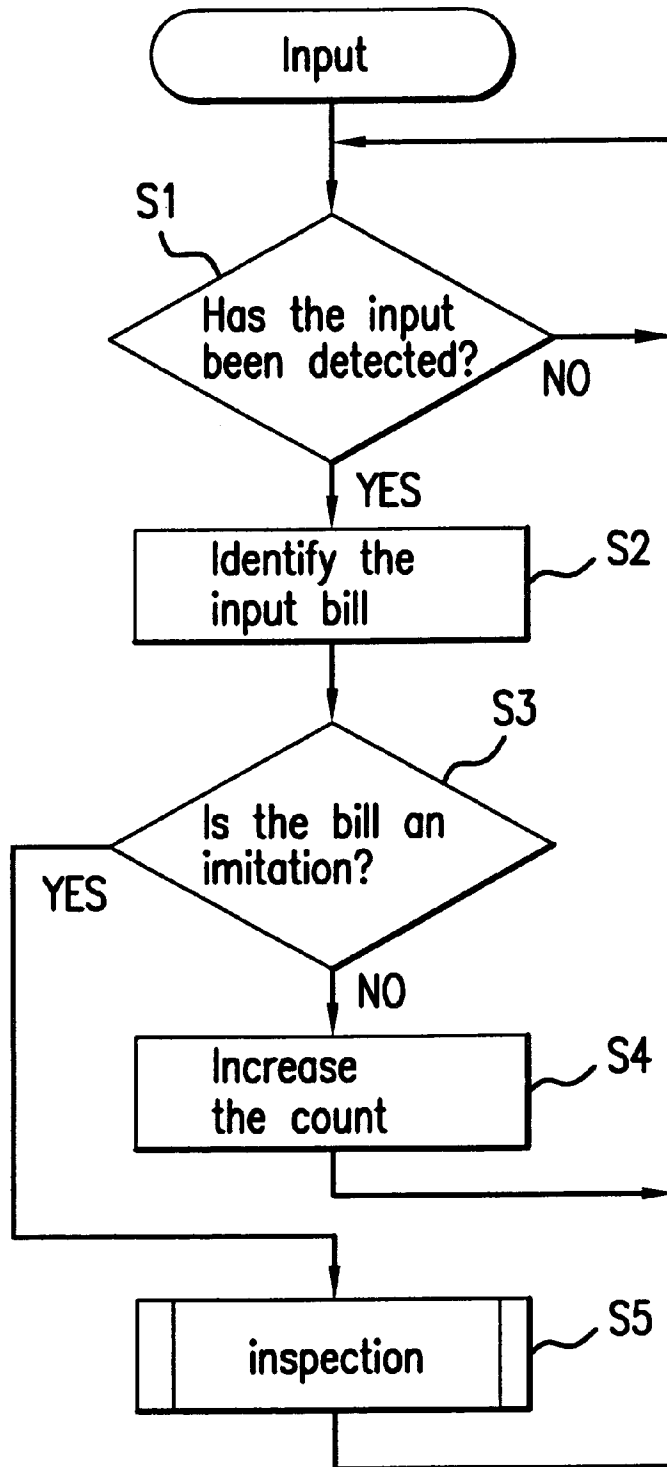 Input
S1
Has the input
been detected?
NO
YES
Identify the
input bill
S2
S3
Is the bill an
imitation?
YES
NO
Increase
the count
S4
inspection
S5